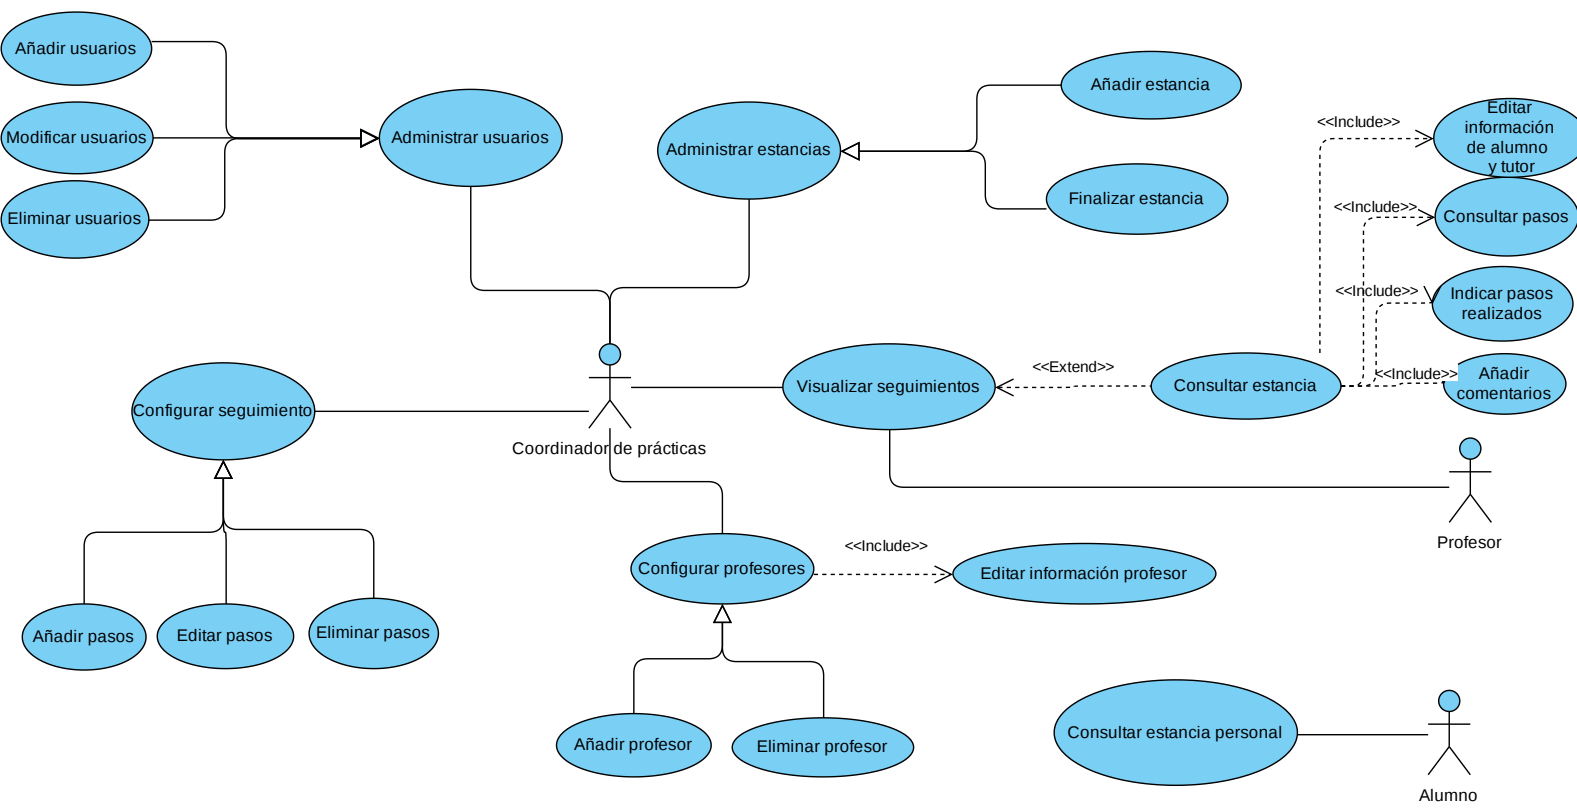 Añadir usuarios
Modificar usuarios
Eliminar usuarios
Administrar usuarios
Administrar estancias
Añadir estancia
Finalizar estancia
<<Include>>
Editar
información
de alumno
y tutor
<<Include>>
Consultar pasos
<<Include>>
Indicar pasos
realizados
<<Include>>
Añadir
comentarios
Configurar seguimiento
Coordinador de prácticas
Visualizar seguimientos
<<Extend>>
Consultar estancia
Profesor
Configurar profesores
<<Include>>
Editar información profesor
Añadir pasos
Editar pasos
Eliminar pasos
Añadir profesor
Eliminar profesor
Consultar estancia personal
Alumno